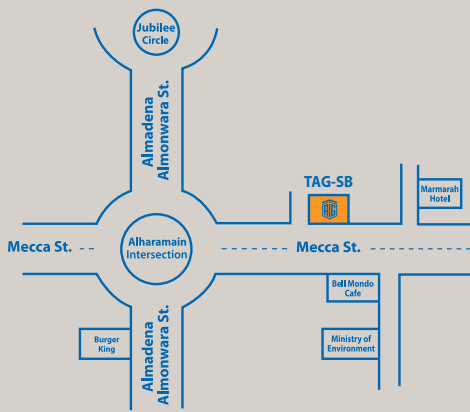 Jubilee
Circle
Almadena
Almonwara St.
TAG-SB
Marmarah
Hotel
Mecca St.
Alharamain
Intersection
Mecca St.
Bell Mondo
Cafe
Burger
King
Almadena
Almonwara St.
Ministry of
Environment